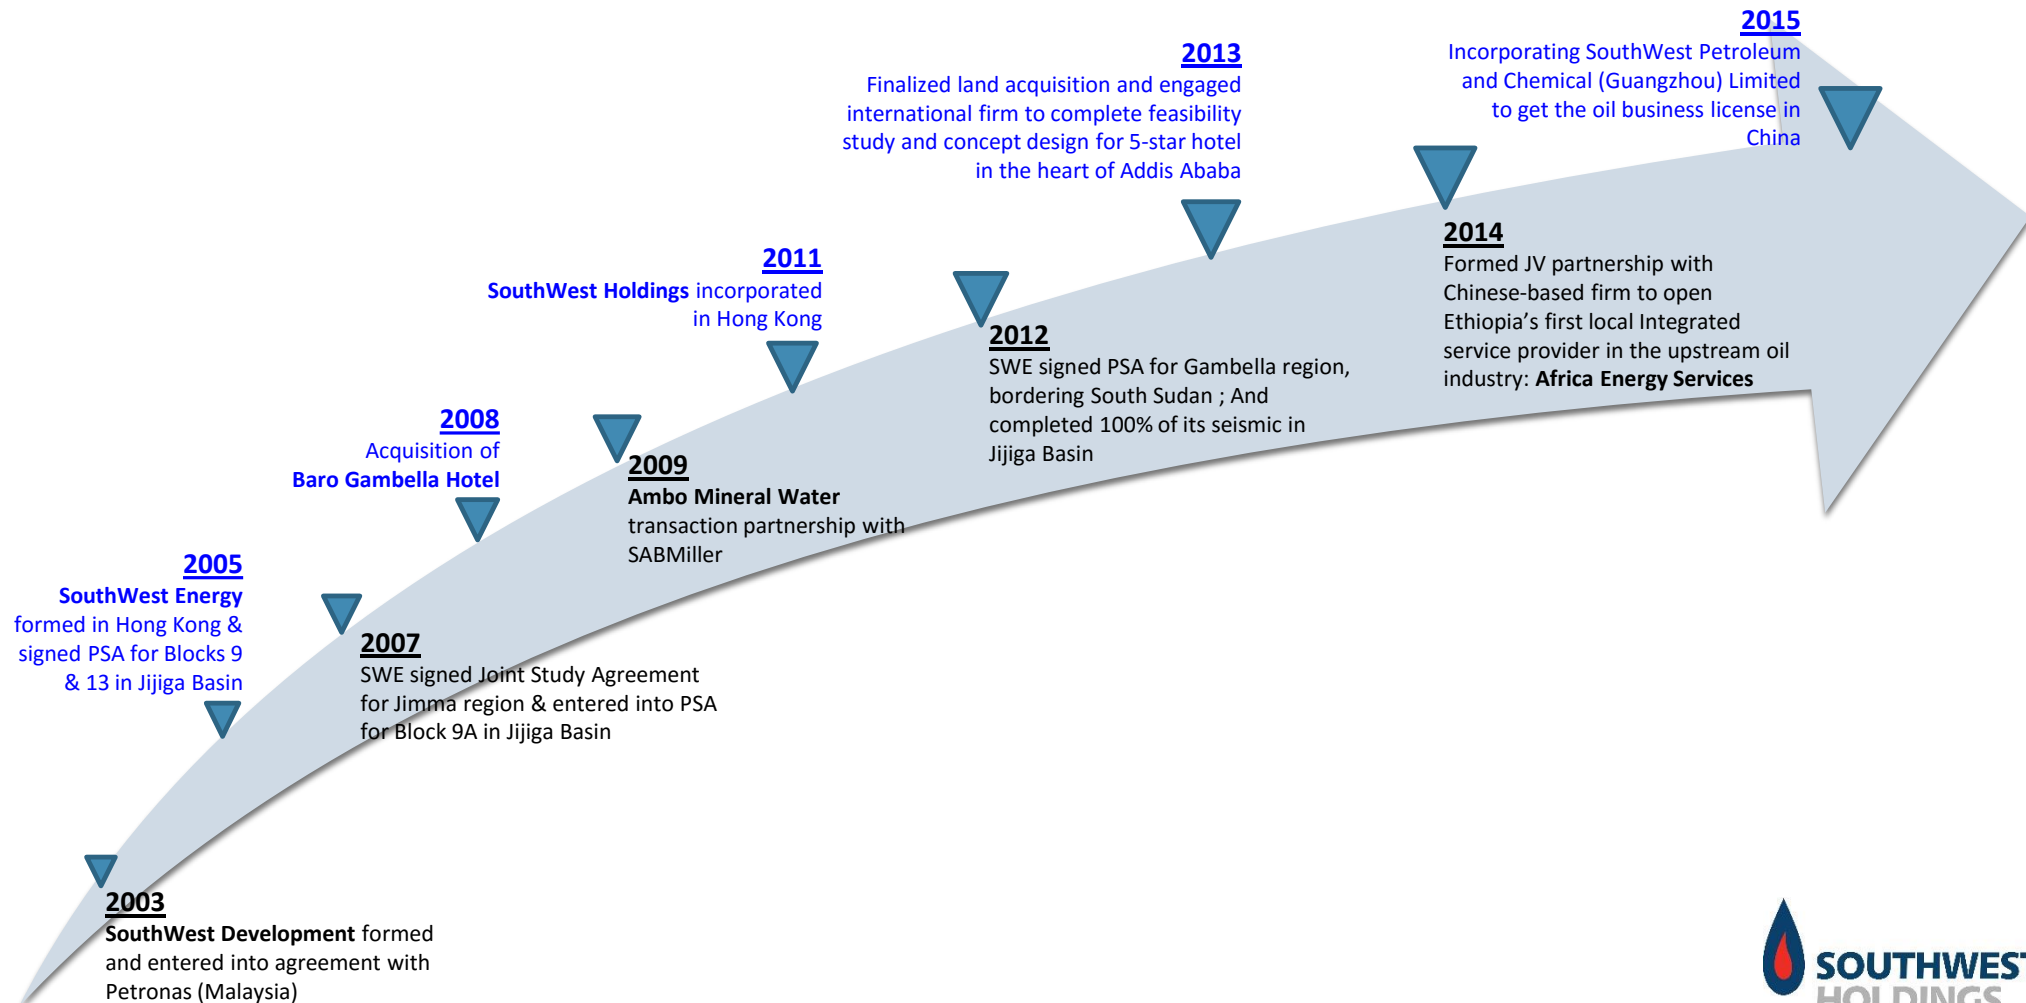 2015
Incorporating SouthWest Petroleum
and Chemical (Guangzhou) Limited
to get the oil business license in
China
2013
Finalized land acquisition and engaged
international firm to complete feasibility
study and concept design for 5-star hotel
in the heart of Addis Ababa
2014
Formed JV partnership with
Chinese-based firm to open
Ethiopia’s first local Integrated
service provider in the upstream oil
industry: Africa Energy Services
2011
SouthWest Holdings incorporated
in Hong Kong
2012
SWE signed PSA for Gambella region,
bordering South Sudan ; And
completed 100% of its seismic in
Jijiga Basin
2008
Acquisition of
Baro Gambella Hotel
2009
Ambo Mineral Water
transaction partnership with
SABMiller
2005
SouthWest Energy
formed in Hong Kong &
signed PSA for Blocks 9
& 13 in Jijiga Basin
2007
SWE signed Joint Study Agreement
for Jimma region & entered into PSA
for Block 9A in Jijiga Basin
2003
SouthWest Development formed
and entered into agreement with
Petronas (Malaysia)
SOUTHWEST
HOLDINGS